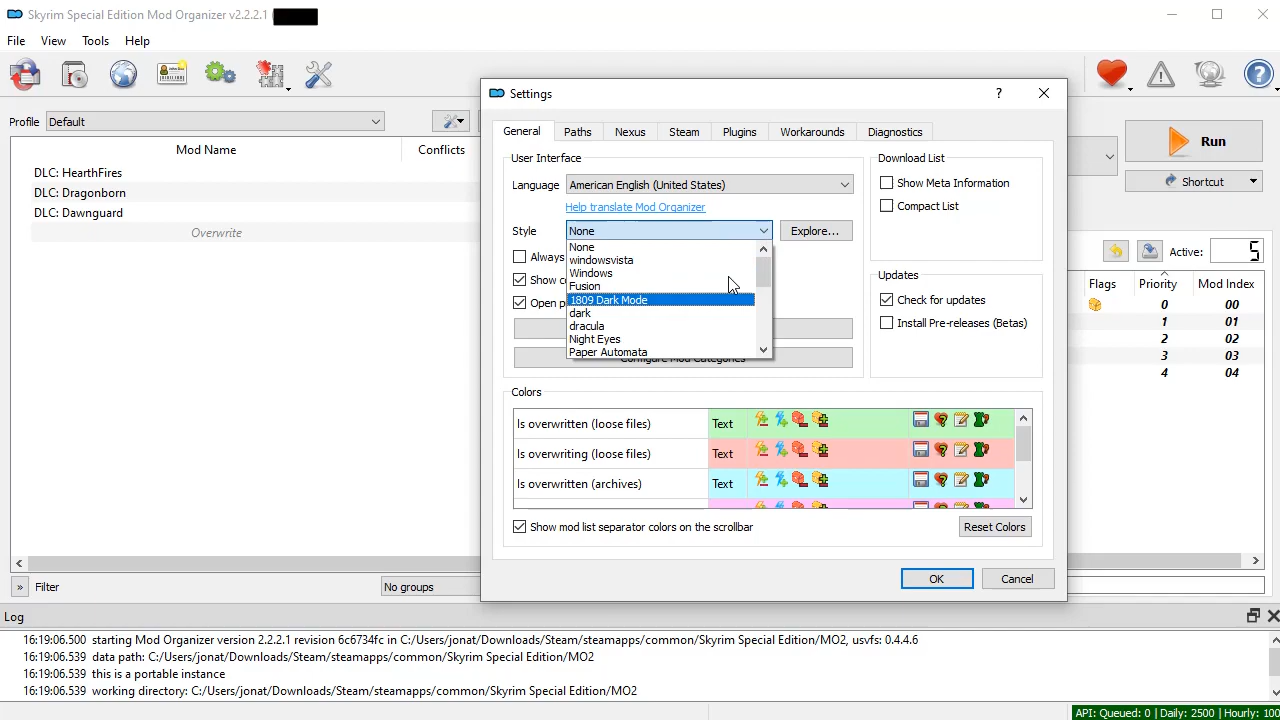 Skyrim Special Edition Mod Organizer v2.2.2.1
File View Tools Help
Profile Default
Mod Name Conflicts
DLC: HearthFires
DLC: Dragonborn
DLC: Dawnguard
Overwrite
Filter
No groups
Run
Shortcut
Active: 5
Flags Priority Mod Index
0 00
1 01
2 02
3 03
4 04
Settings
General Paths Nexus Steam Plugins Workarounds Diagnostics
User Interface
Language American English (United States)
Help translate Mod Organizer
Style None Explore...
None
windowsvista
Windows
Fusion
1809 Dark Mode
dark
dracula
Night Eyes
Paper Automata
Always
Show
Open
Configure Mod Categories
Download List
Show Meta Information
Compact List
Updates
Check for updates
Install Pre-releases (Betas)
Colors
Is overwritten (loose files) Text
Is overwriting (loose files) Text
Is overwritten (archives) Text
Show mod list separator colors on the scrollbar
Reset Colors
OK Cancel
Log
16:19:06.500 starting Mod Organizer version 2.2.2.1 revision 6c6734fc in C:/Users/jonat/Downloads/Steam/steamapps/common/Skyrim Special Edition/MO2, usvfs: 0.4.4.6
16:19:06.539 data path: C:/Users/jonat/Downloads/Steam/steamapps/common/Skyrim Special Edition/MO2
16:19:06.539 this is a portable instance
16:19:06.539 working directory: C:/Users/jonat/Downloads/Steam/steamapps/common/Skyrim Special Edition/MO2
API: Queued: 0 | Daily: 2500 | Hourly: 100